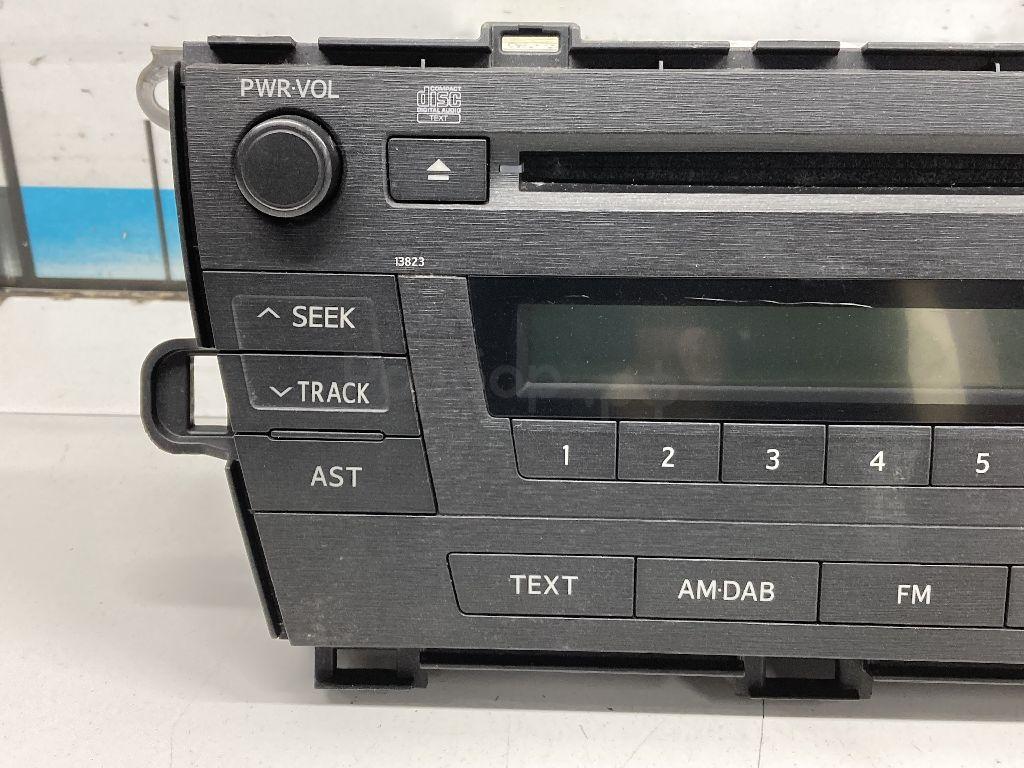 PWR·VOL
COMPACT
disc
DIGITAL AUDIO
TEXT
13823
SEEK
TRACK
AST
1 2 3 4 5
TEXT AM·DAB FM